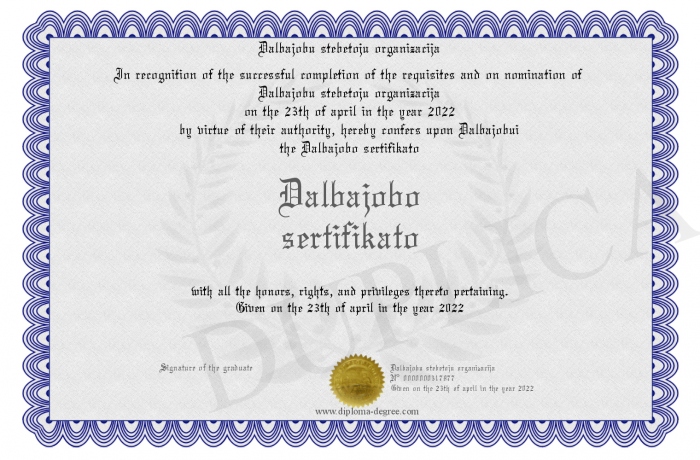 Dalbajobu stebetoju organizacija
In recognition of the successful completion of the requisites and on nomination of
Dalbajobu stebetoju organizacija
on the 23th of april in the year 2022
by virtue of their authority, hereby confers upon Dalbajobui
the Dalbajobo sertifikato
Dalbajobo
sertifikato
with all the honors, rights, and privileges thereto pertaining.
Given on the 23th of april in the year 2022
DUPLICA
Signature of the graduate
Dalbajobu stebetoju organizacija
Given on the 23th of april in the year 2022
www.diploma-degree.com